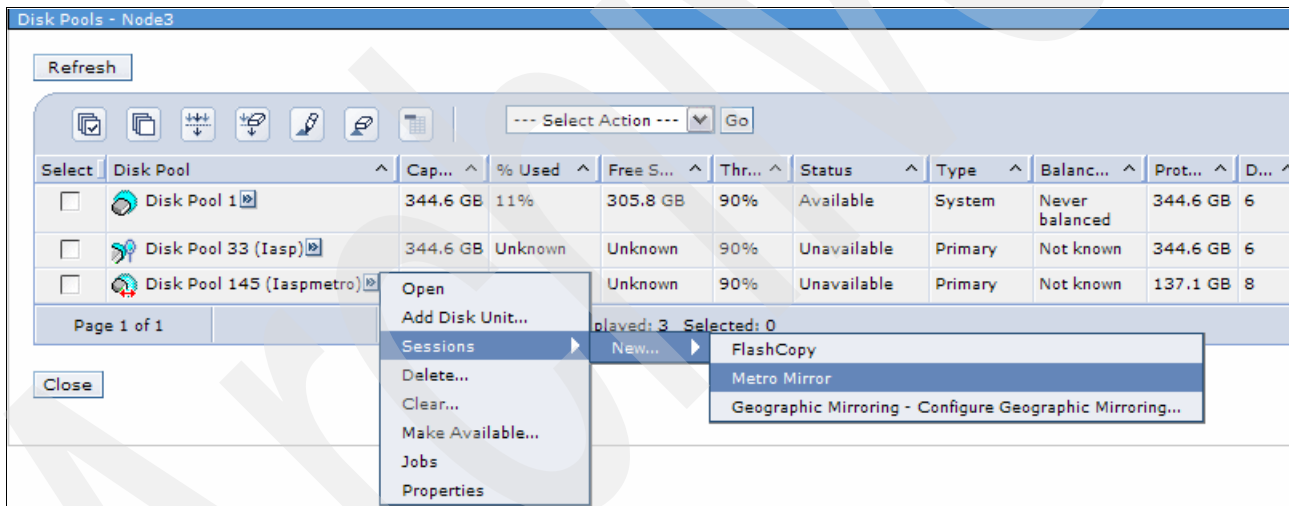 Disk Pools - Node3
Refresh
--- Select Action --- Go
Select Disk Pool Cap... % Used Free S... Thr... Status Type Balanc... Prot... D...
Disk Pool 1 344.6 GB 11% 305.8 GB 90% Available System Never balanced 344.6 GB 6
Disk Pool 33 (Iasp) 344.6 GB Unknown Unknown 90% Unavailable Primary Not known 344.6 GB 6
Disk Pool 145 (Iaspmetro) Unknown 90% Unavailable Primary Not known 137.1 GB 8
Page 1 of 1 played: 3 Selected: 0
Open
Add Disk Unit...
Sessions
Delete...
Clear...
Make Available...
Jobs
Properties
New...
FlashCopy
Metro Mirror
Geographic Mirroring - Configure Geographic Mirroring...
Close